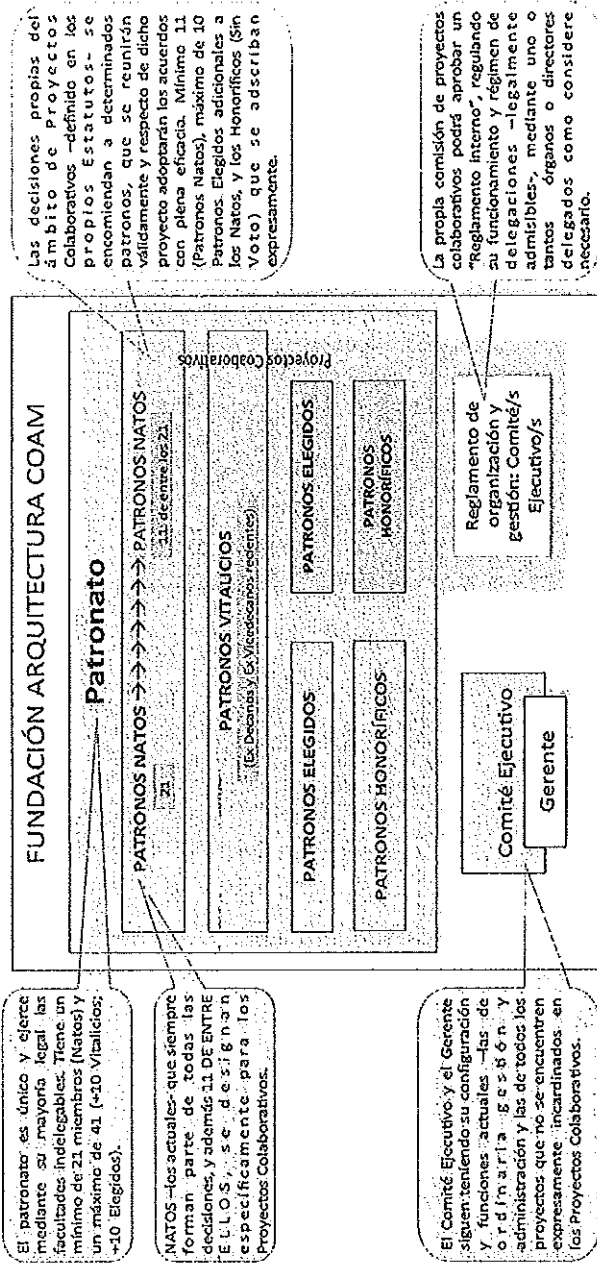 FUNDACIÓN ARQUITECTURA COAM
El patronato es único y ejerce
mediante su mayoría legal las
facultades indelegables. Tiene un
mínimo de 21 miembros (Natos) y
un máximo de 41 (+10 Vitalicios;
+10 Elegidos).
NATOS –los actuales- que siempre
forman parte de todas las
decisiones, y además 11 DE ENTRE
ELLOS, se designan
específicamente para los
Proyectos Colaborativos.
El Comité Ejecutivo y el Gerente
siguen teniendo su configuración
y funciones actuales –las de
ordinaria gestión y
administración y las de todos los
proyectos que no se encuentren
expresamente incardinados en
los Proyectos Colaborativos.
Patronato
PATRONOS NATOS →→→→→→→ PATRONOS NATOS
21
11 de entre los 21
PATRONOS VITALICIOS
(Ex Decanos y Ex Vicedecanos recientes)
PATRONOS ELEGIDOS
PATRONOS ELEGIDOS
PATRONOS HONORÍFICOS
PATRONOS
HONORÍFICOS
Proyectos Coaborativos
Comité Ejecutivo
Gerente
Reglamento de
organización y
gestión: Comité/s
Ejecutivo/s
Las decisiones propias del
ámbito de Proyectos
Colaborativos –definido en los
propios Estatutos- se
encomiendan a determinados
patronos, que se reunirán
válidamente y respecto de dicho
proyecto adoptarán los acuerdos
con plena eficacia. Mínimo 11
(Patronos Natos), máximo de 10
Patronos. Elegidos adicionales a
los Natos, y los Honoríficos (Sin
Voto) que se adscriban
expresamente.
La propia comisión de proyectos
colaborativos podrá aprobar un
"Reglamento interno", regulando
su funcionamiento y régimen de
delegaciones –legalmente
admisibles-, mediante uno o
tantos órganos o directores
delegados como considere
necesario.